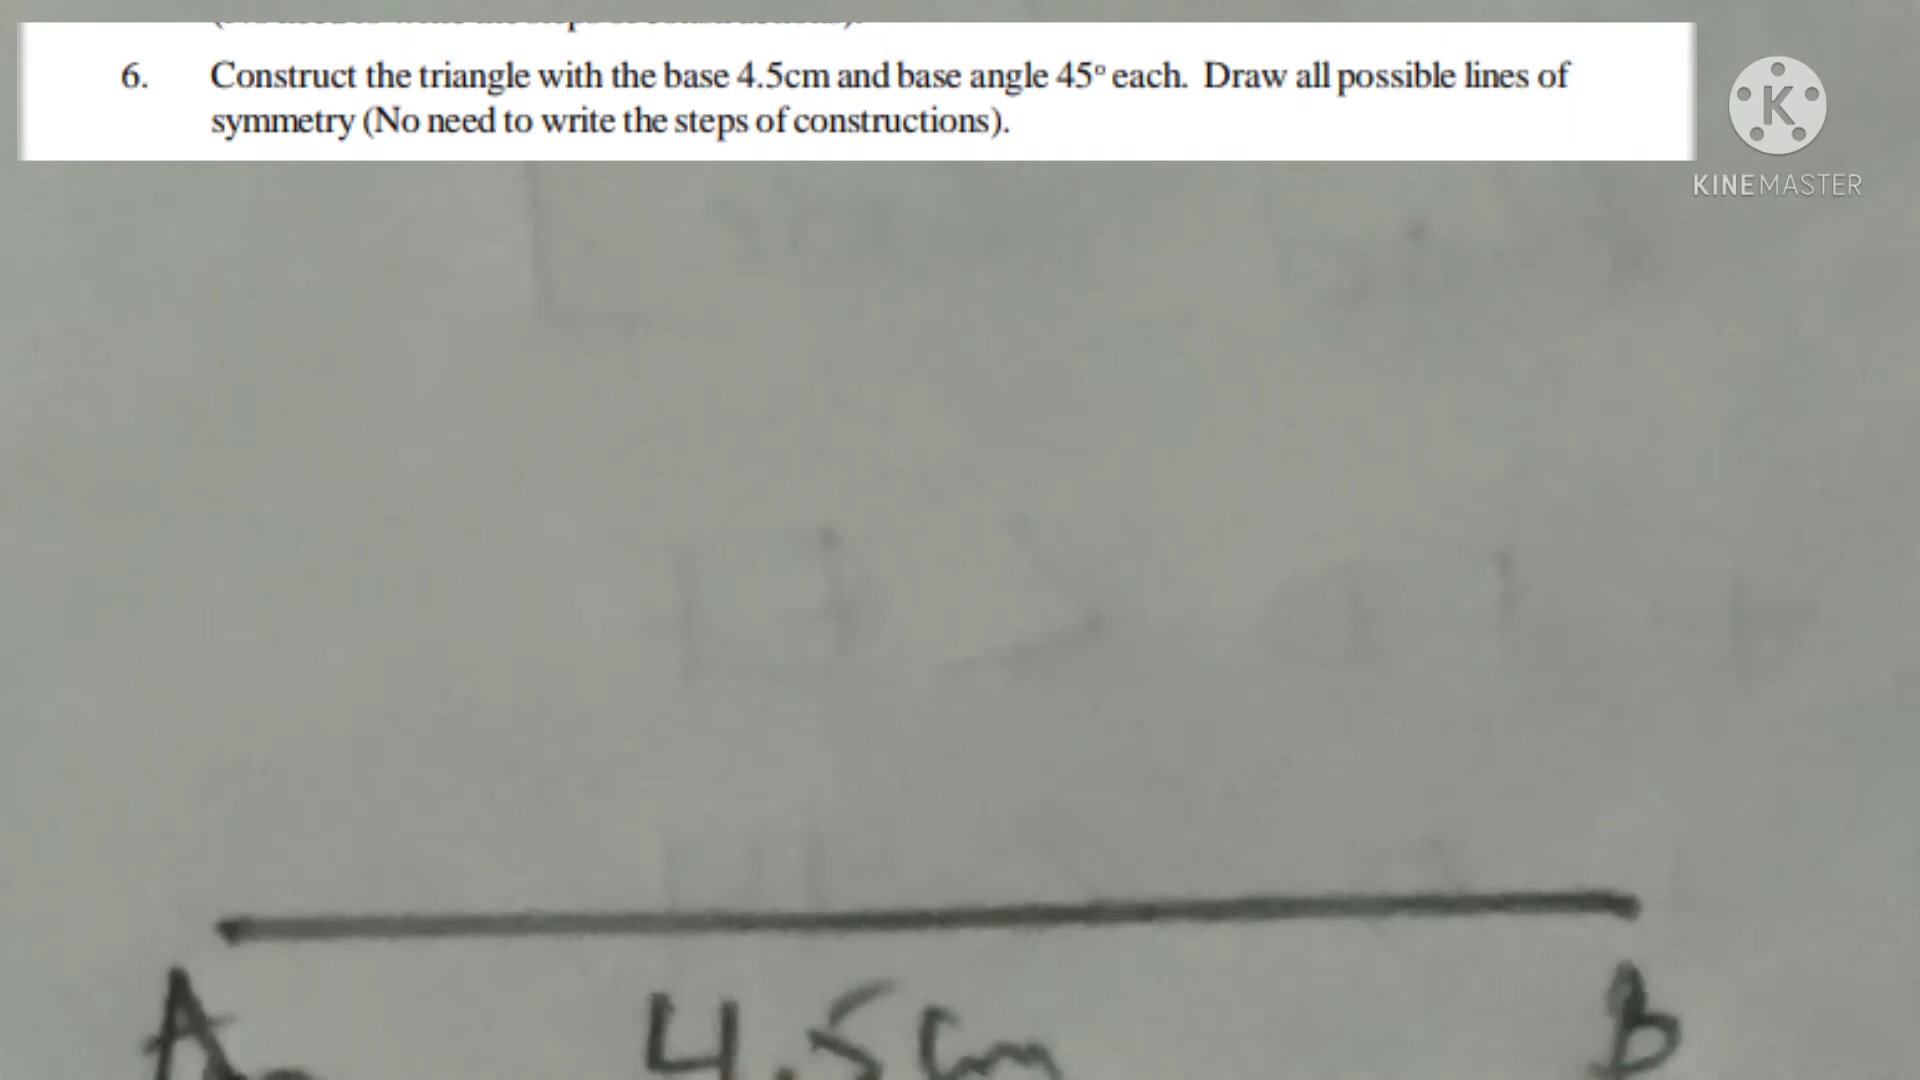 6. Construct the triangle with the base 4.5cm and base angle 45° each. Draw all possible lines of
symmetry (No need to write the steps of constructions).
K
KINEMASTER
A 4.5cm B